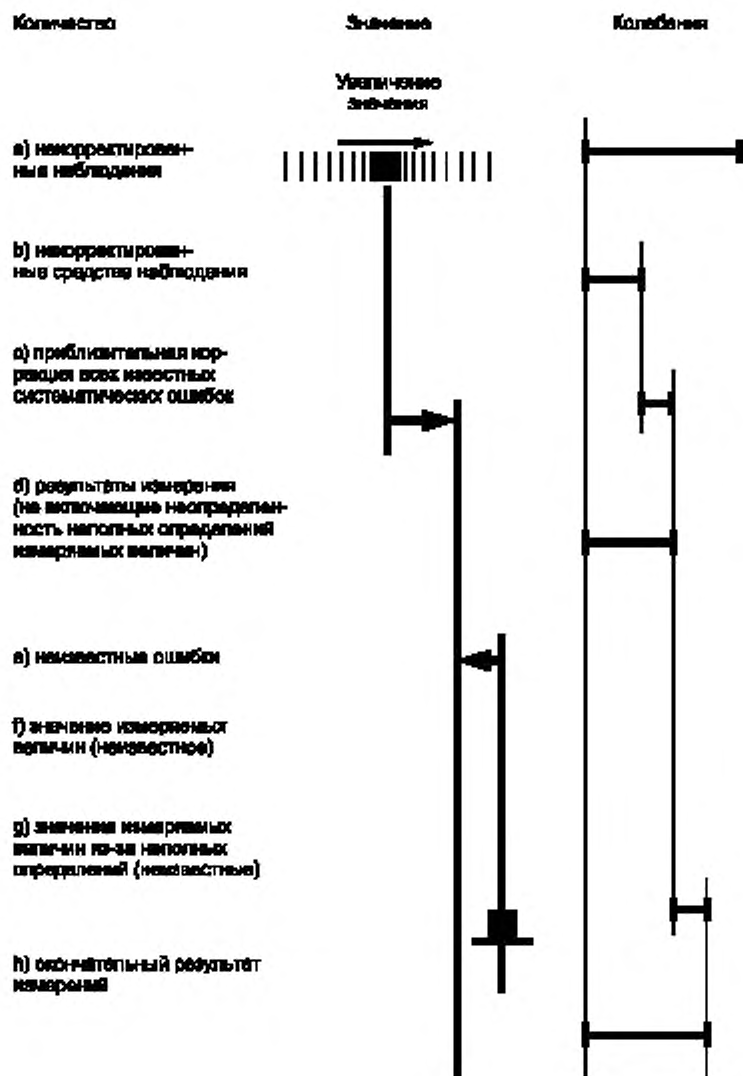 Количество
Значение
Колебания
Увеличение
значения
a) некорректирован-
ные наблюдения
b) некорректирован-
ные средства наблюдения
c) приблизительная кор-
рекция всех известных
систематических ошибок
d) результаты измерения
(не включающие неопределен-
ность неполных определений
измеряемых величин)
e) неизвестные ошибки
f) значение измеряемых
величин (неизвестное)
g) значения измеряемых
величин из-за неполных
определений (неизвестные)
h) окончательный результат
измерений